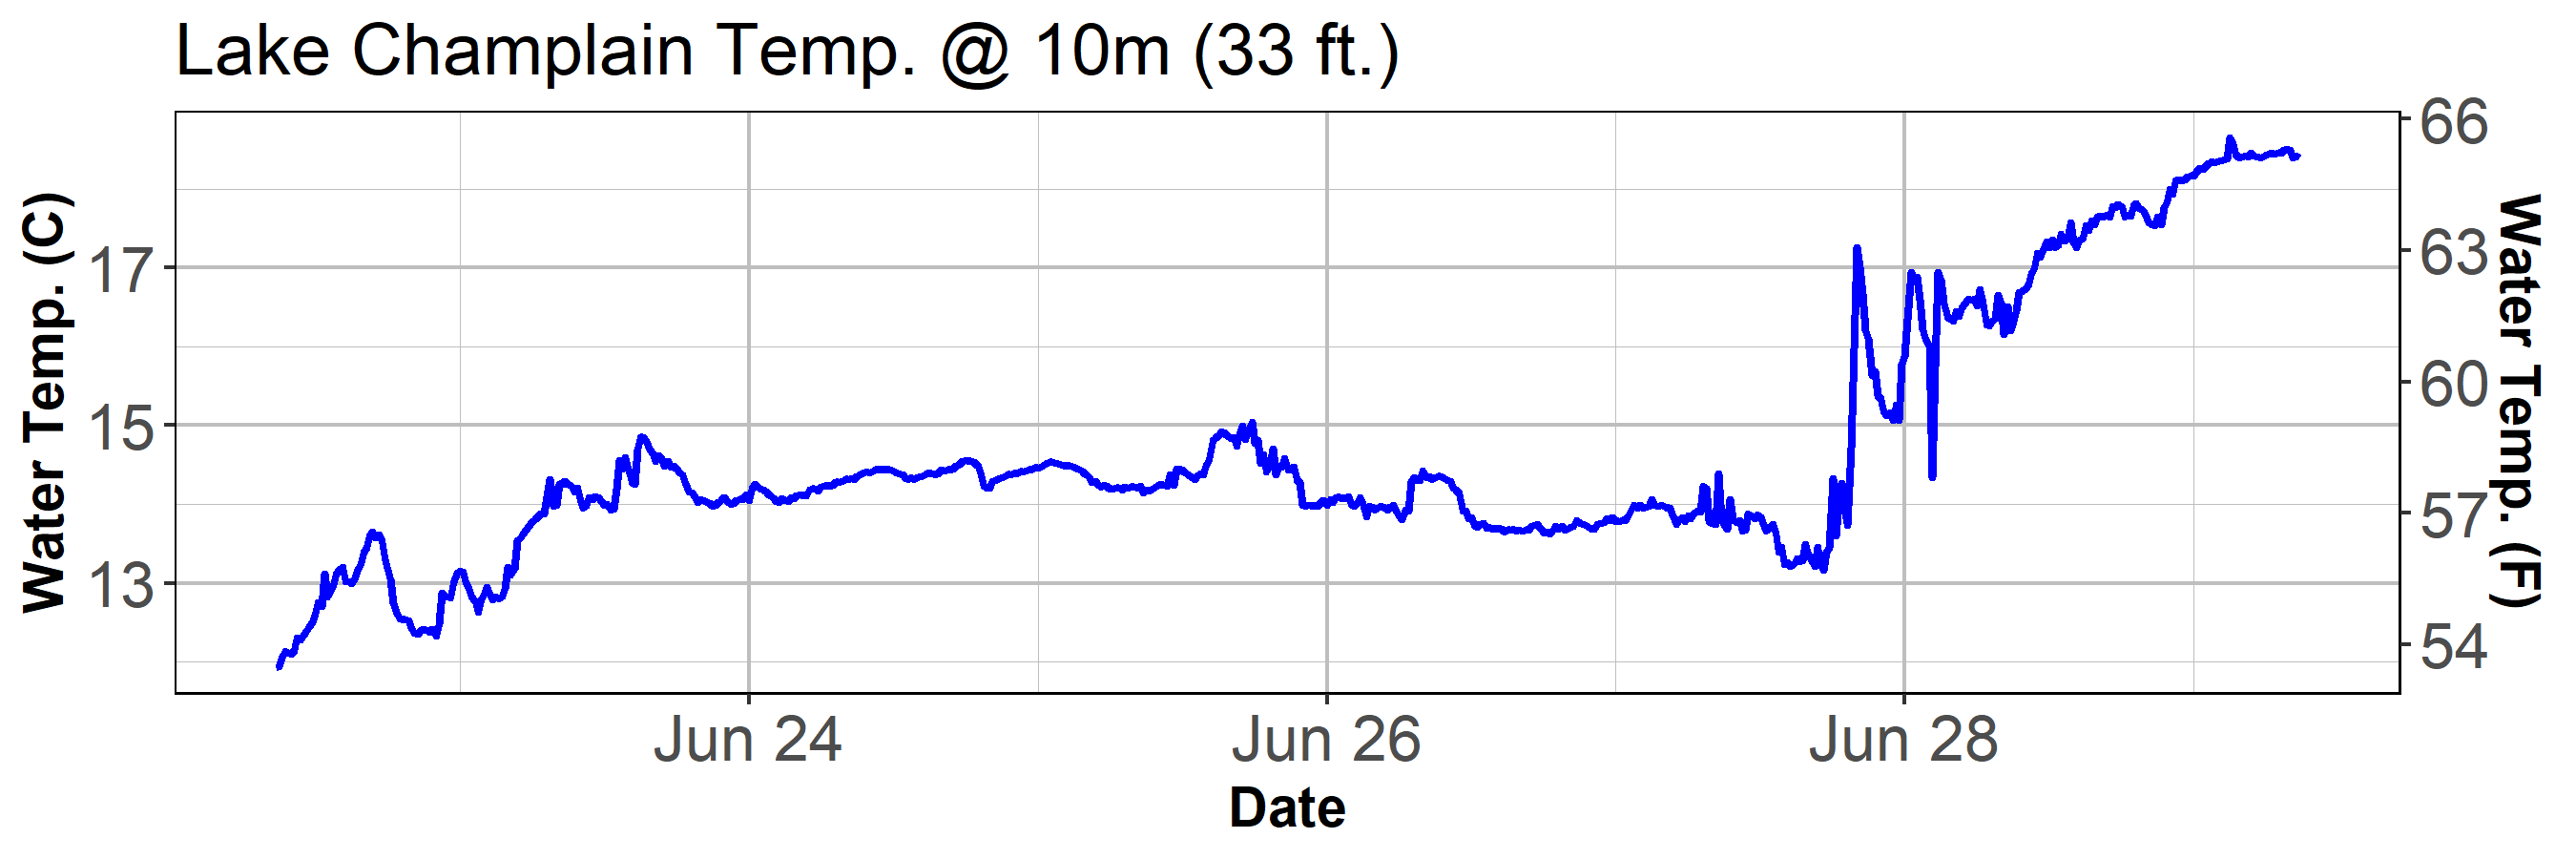 Lake Champlain Temp. @ 10m (33 ft.)
Water Temp. (C)
17
15
13
66
63
60
57
54
Water Temp. (F)
Jun 24 Jun 26 Jun 28
Date